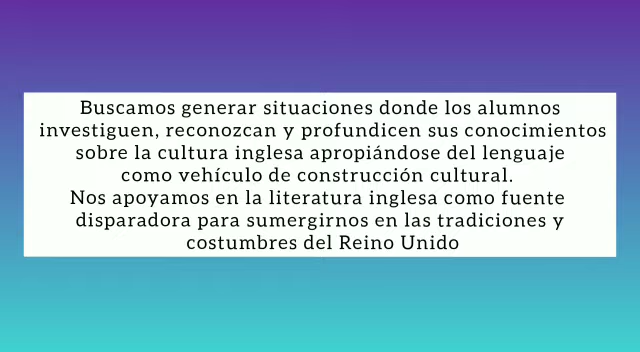 Buscamos generar situaciones donde los alumnos
investiguen, reconozcan y profundicen sus conocimientos
sobre la cultura inglesa apropiándose del lenguaje
como vehículo de construcción cultural.
Nos apoyamos en la literatura inglesa como fuente
disparadora para sumergirnos en las tradiciones y
costumbres del Reino Unido